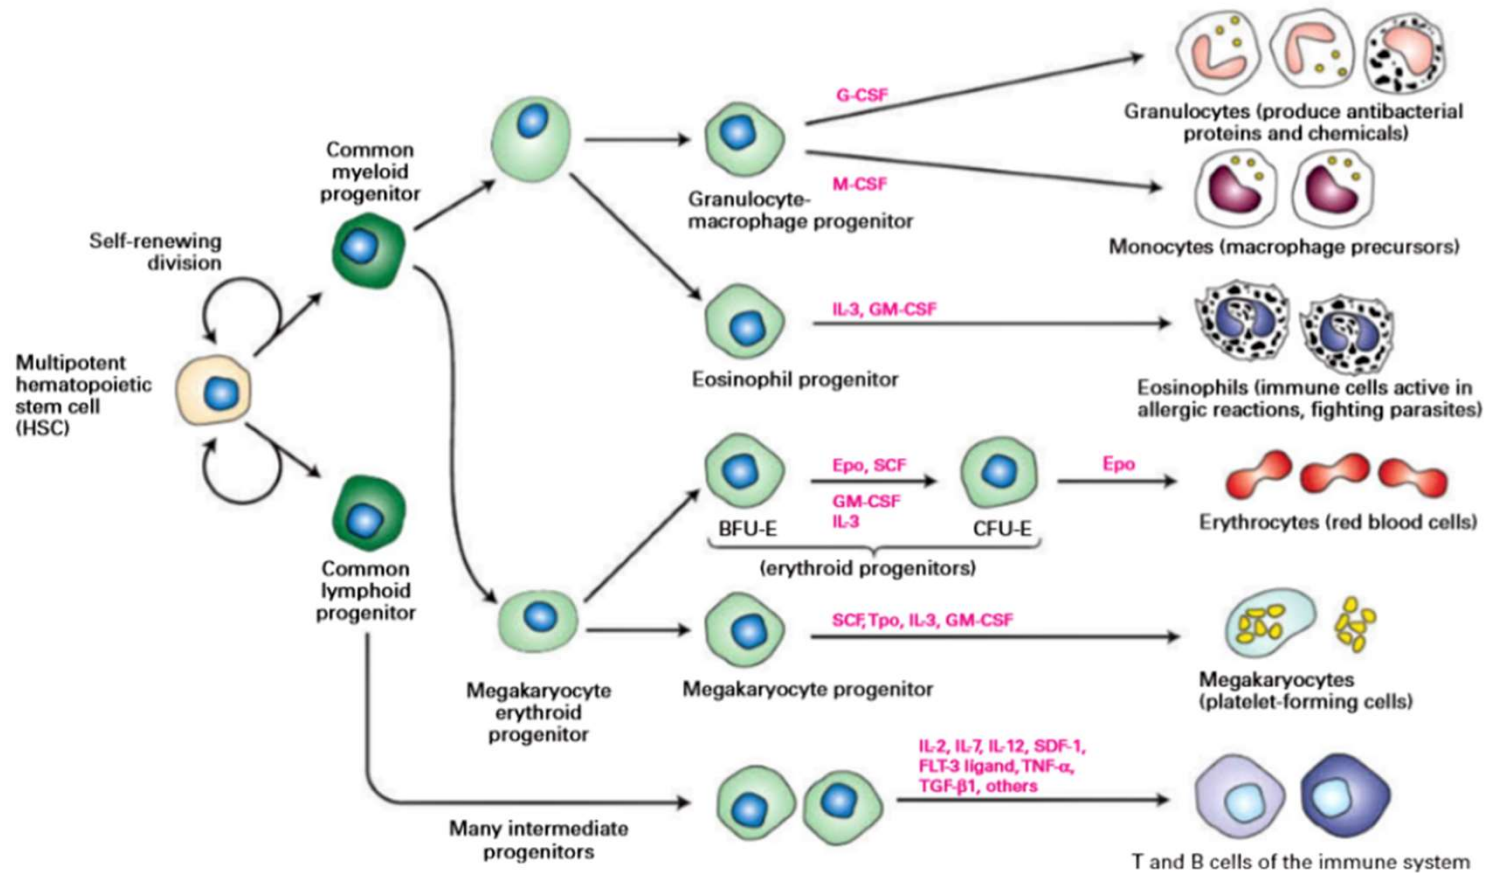 G-CSF
Granulocytes (produce antibacterial
proteins and chemicals)
Common
myeloid
progenitor
M-CSF
Granulocyte-
macrophage progenitor
Monocytes (macrophage precursors)
Self-renewing
division
IL-3, GM-CSF
Multipotent
hematopoietic
stem cell
(HSC)
Eosinophil progenitor
Eosinophils (immune cells active in
allergic reactions, fighting parasites)
Epo, SCF
GM-CSF
IL-3
Epo
BFU-E
CFU-E
Erythrocytes (red blood cells)
(erythroid progenitors)
Common
lymphoid
progenitor
SCF, Tpo, IL-3, GM-CSF
Megakaryocyte
erythroid
progenitor
Megakaryocyte progenitor
Megakaryocytes
(platelet-forming cells)
IL-2, IL-7, IL-12, SDF-1,
FLT-3 ligand, TNF-α,
TGF-β1, others
Many intermediate
progenitors
T and B cells of the immune system